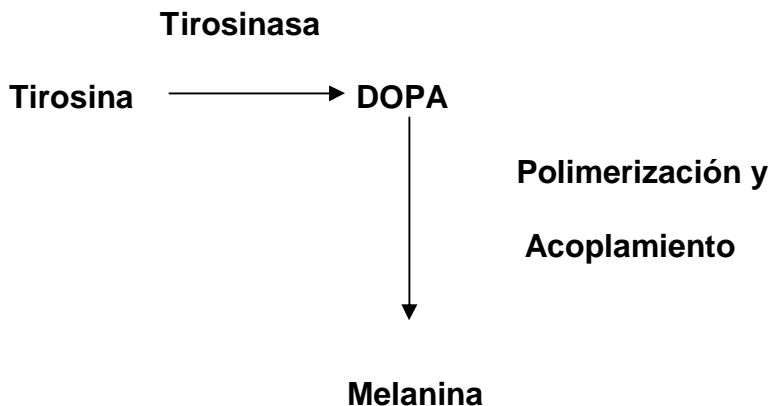 Tirosinasa
Tirosina DOPA
Polimerización y
Acoplamiento
Melanina